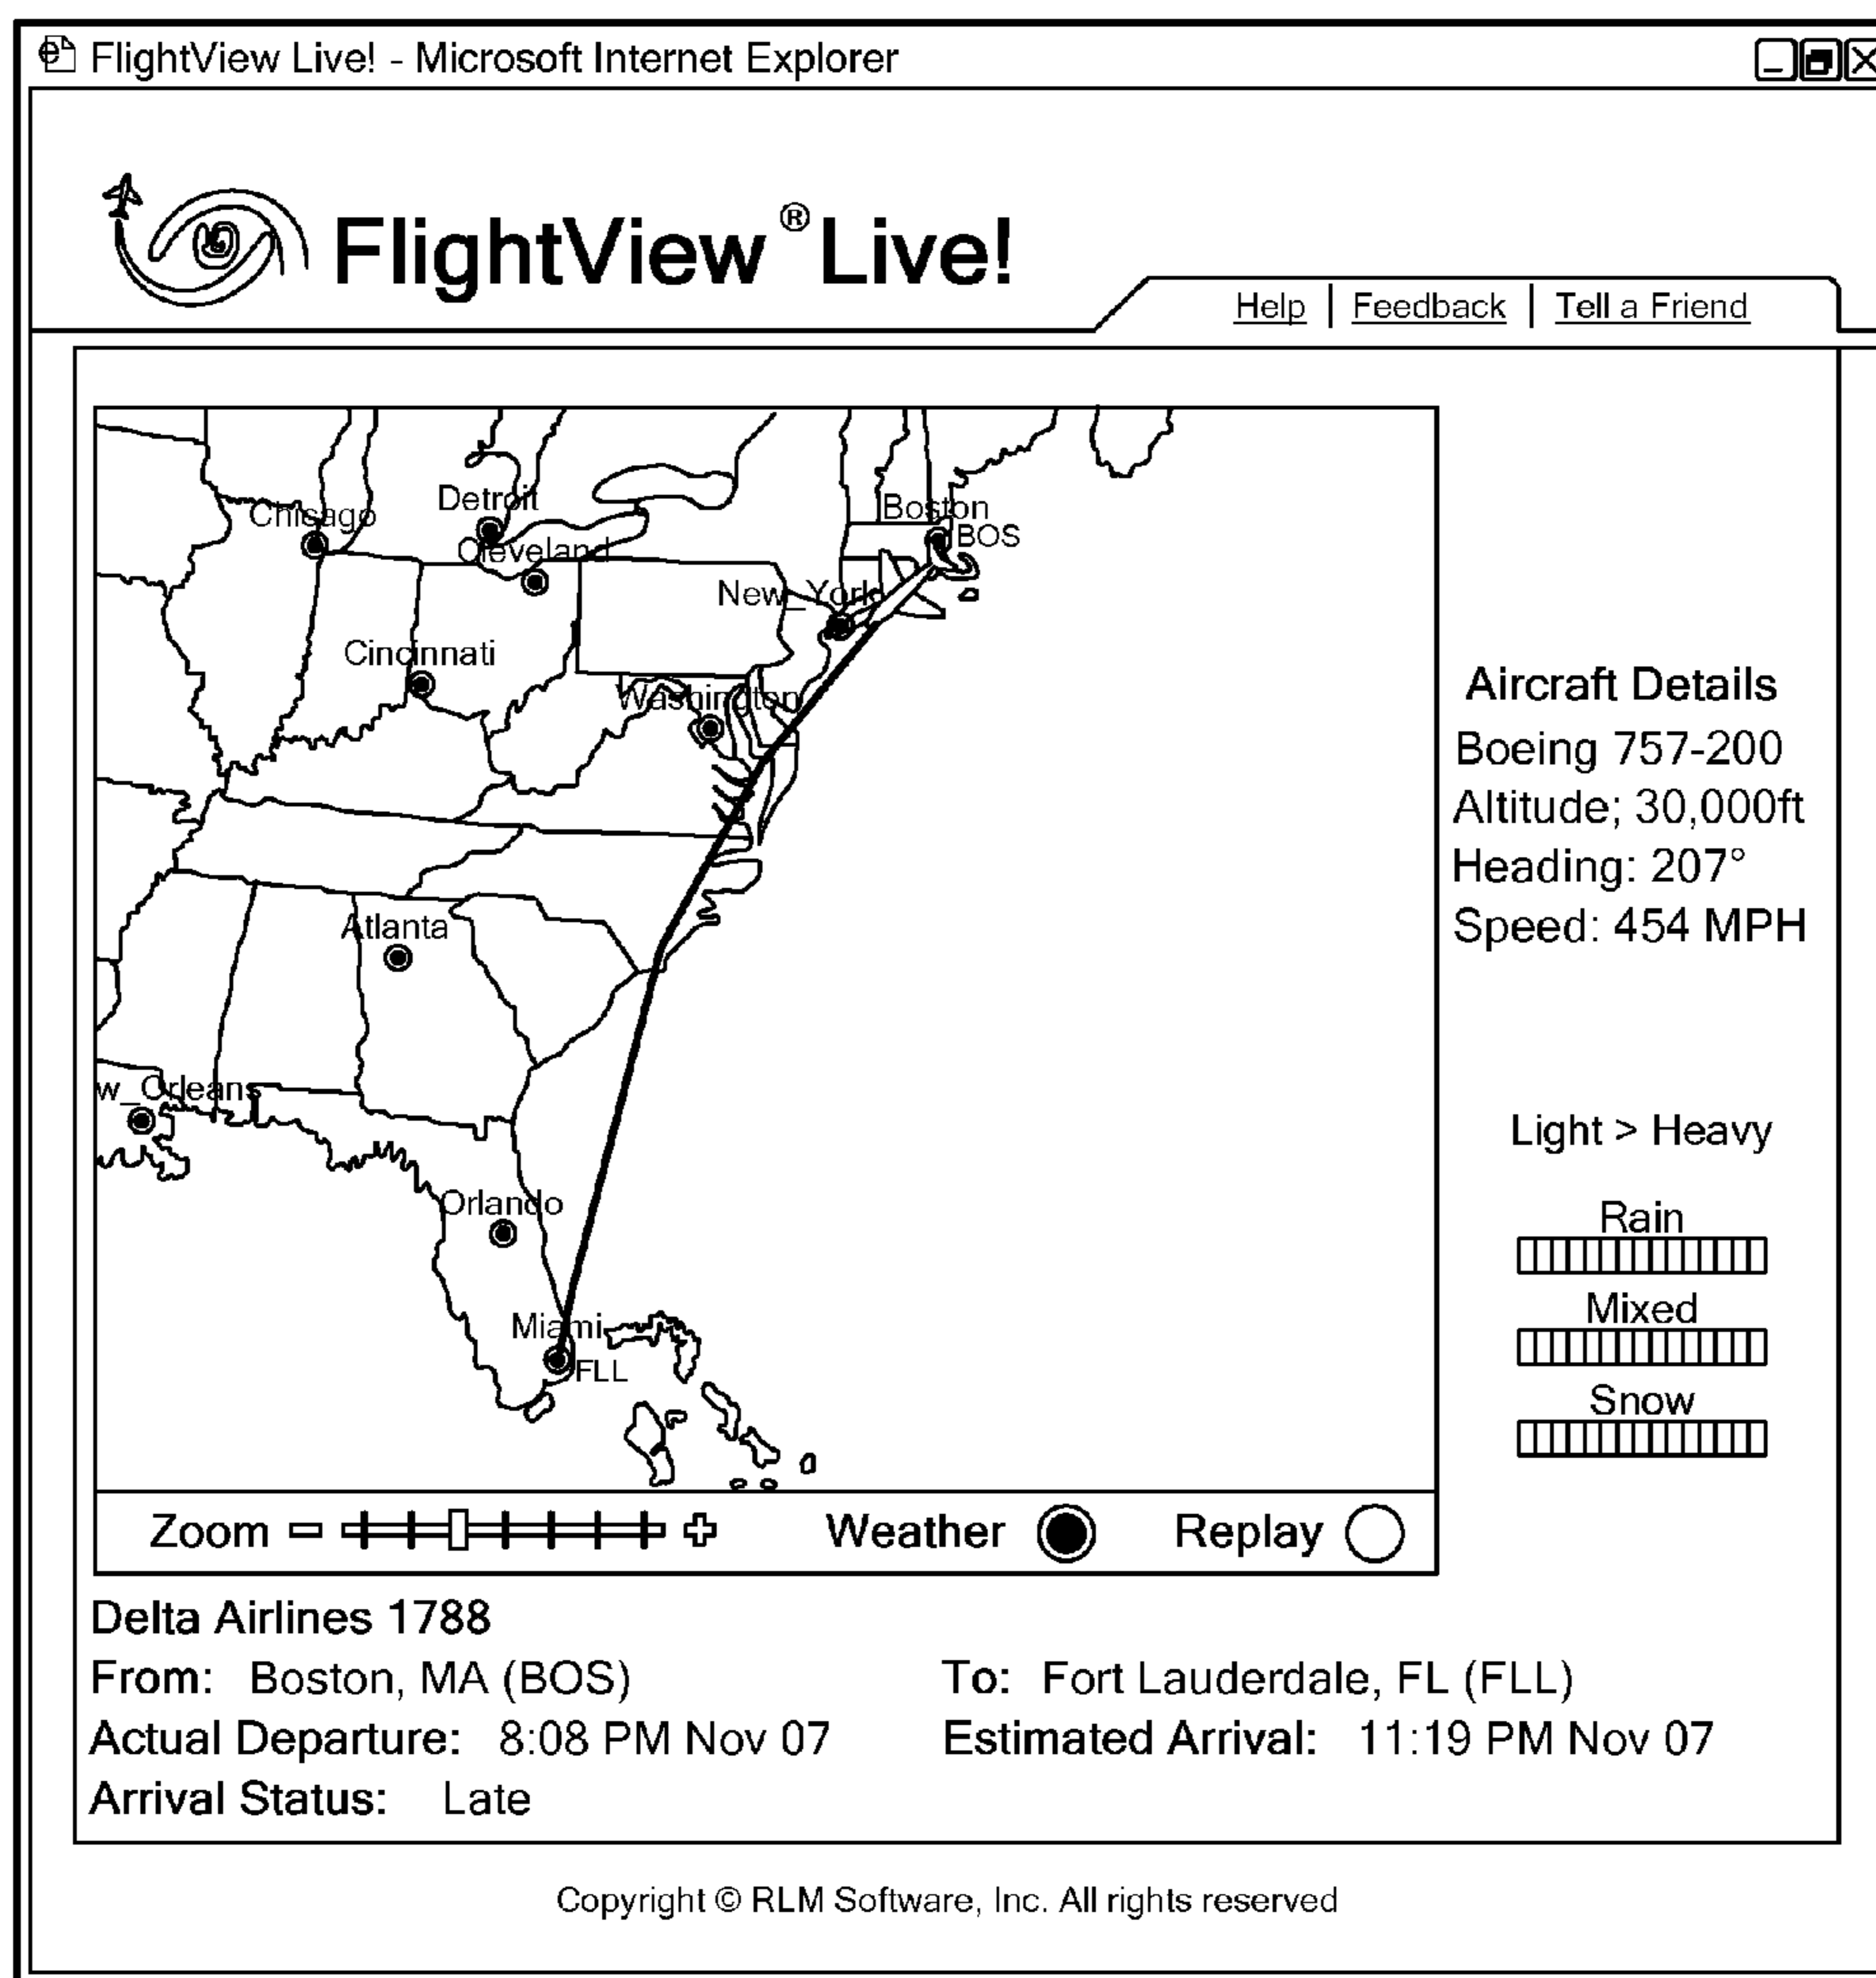 FlightView Live! - Microsoft Internet Explorer
FlightView® Live!
Help | Feedback | Tell a Friend
Detroit
Boston
Chisago
BOS
Cleveland
New_York
Cincinnati
Washington
Atlanta
w_Orleans
Orlando
Miami
FLL
Aircraft Details
Boeing 757-200
Altitude; 30,000ft
Heading: 207°
Speed: 454 MPH
Light > Heavy
Rain
Mixed
Snow
Zoom Weather Replay
Delta Airlines 1788
From: Boston, MA (BOS) To: Fort Lauderdale, FL (FLL)
Actual Departure: 8:08 PM Nov 07 Estimated Arrival: 11:19 PM Nov 07
Arrival Status: Late
Copyright © RLM Software, Inc. All rights reserved